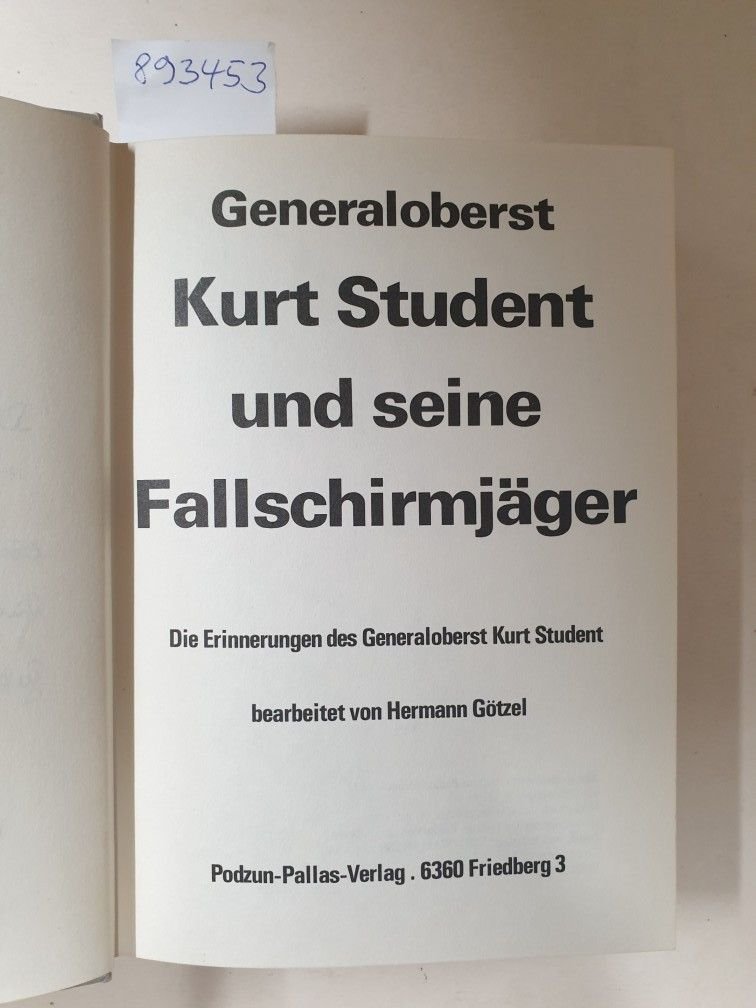 893453
Generaloberst
Kurt Student
und seine
Fallschirmjäger
Die Erinnerungen des Generaloberst Kurt Student
bearbeitet von Hermann Götzel
Podzun-Pallas-Verlag . 6360 Friedberg 3